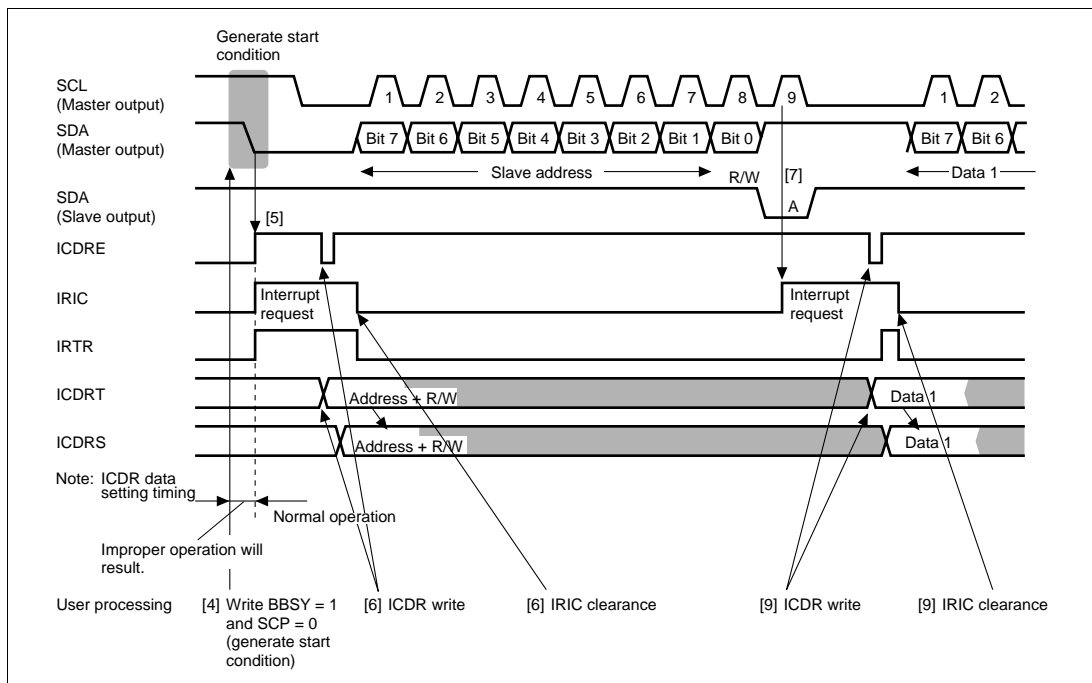 Generate start
condition
SCL
(Master output)
1 2 3 4 5 6 7 8 9 1 2
SDA
(Master output)
Bit 7 Bit 6 Bit 5 Bit 4 Bit 3 Bit 2 Bit 1 Bit 0 Bit 7 Bit 6
Slave address R/W [7] Data 1
SDA
(Slave output)
A
[5]
ICDRE
IRIC
Interrupt
request
Interrupt
request
IRTR
ICDRT
Address + R/W Data 1
ICDRS
Address + R/W Data 1
Note: ICDR data
setting timing
Normal operation
Improper operation will
result.
User processing [4] Write BBSY = 1
and SCP = 0
(generate start
condition)
[6] ICDR write [6] IRIC clearance [9] ICDR write [9] IRIC clearance